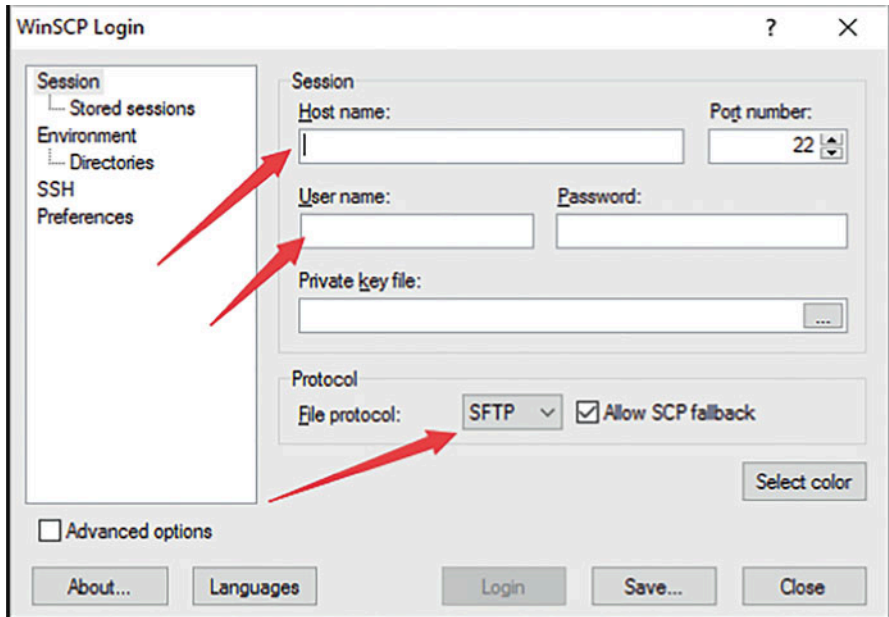 WinSCP Login ? X
Session
Stored sessions
Environment
Directories
SSH
Preferences
Session
Host name: Port number:
22
User name: Password:
Private key file:
...
Protocol
File protocol: SFTP Allow SCP fallback
Select color
Advanced options
About... Languages Login Save... Close